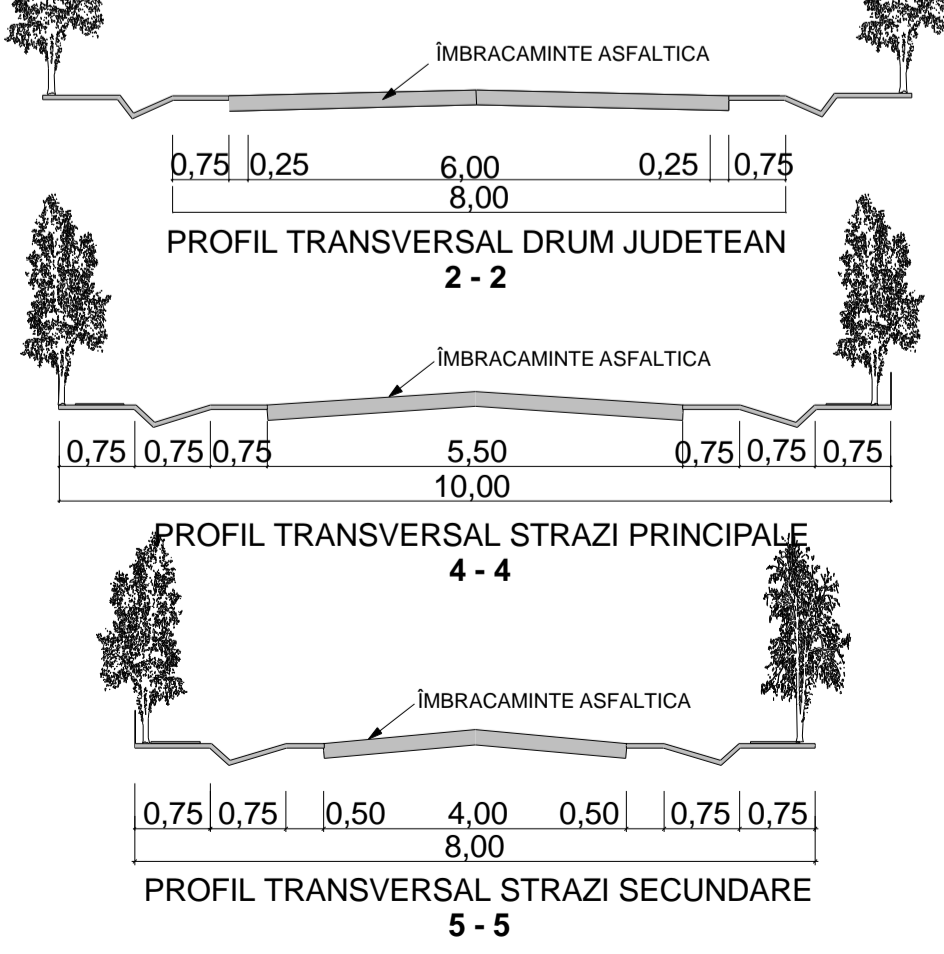 ÎMBRACAMINTE ASFALTICA
0,75 0,25 6,00 0,25 0,75
8,00
PROFIL TRANSVERSAL DRUM JUDETEAN
2 - 2
ÎMBRACAMINTE ASFALTICA
0,75 0,75 0,75 5,50 0,75 0,75 0,75
10,00
PROFIL TRANSVERSAL STRAZI PRINCIPALE
4 - 4
ÎMBRACAMINTE ASFALTICA
0,75 0,75 0,50 4,00 0,50 0,75 0,75
8,00
PROFIL TRANSVERSAL STRAZI SECUNDARE
5 - 5